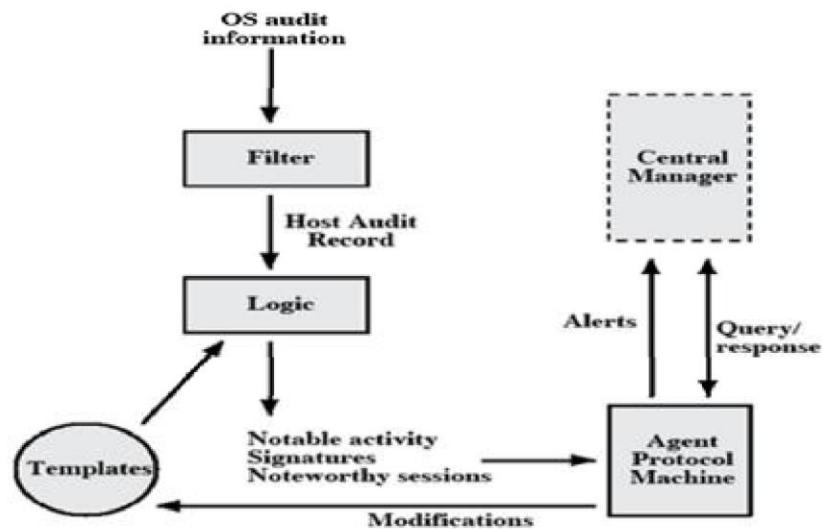 OS audit
information
Filter
Central
Manager
Host Audit
Record
Logic
Alerts
Query/
response
Notable activity
Signatures
Noteworthy sessions
Templates
Agent
Protocol
Machine
Modifications